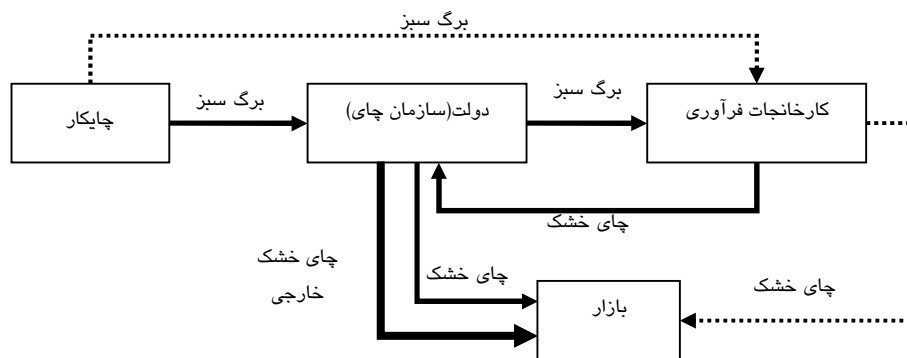 برگ سبز
چایکار
برگ سبز
دولت(سازمان چای)
برگ سبز
کارخانجات فرآوری
چای خشک
چای خشک
خارجی
چای خشک
بازار
چای خشک